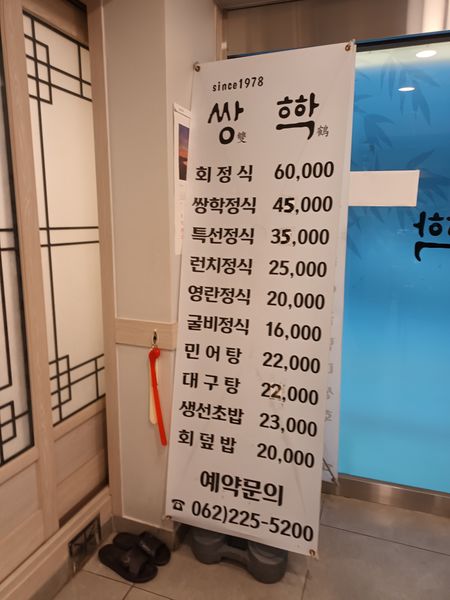 since1978
쌍雙 학鶴
회정식 60,000
쌍학정식 45,000
특선정식 35,000
런치정식 25,000
영란정식 20,000
굴비정식 16,000
민어탕 22,000
대구탕 22,000
생선초밥 23,000
회덮밥 20,000
예약문의
☎ 062)225-5200
학